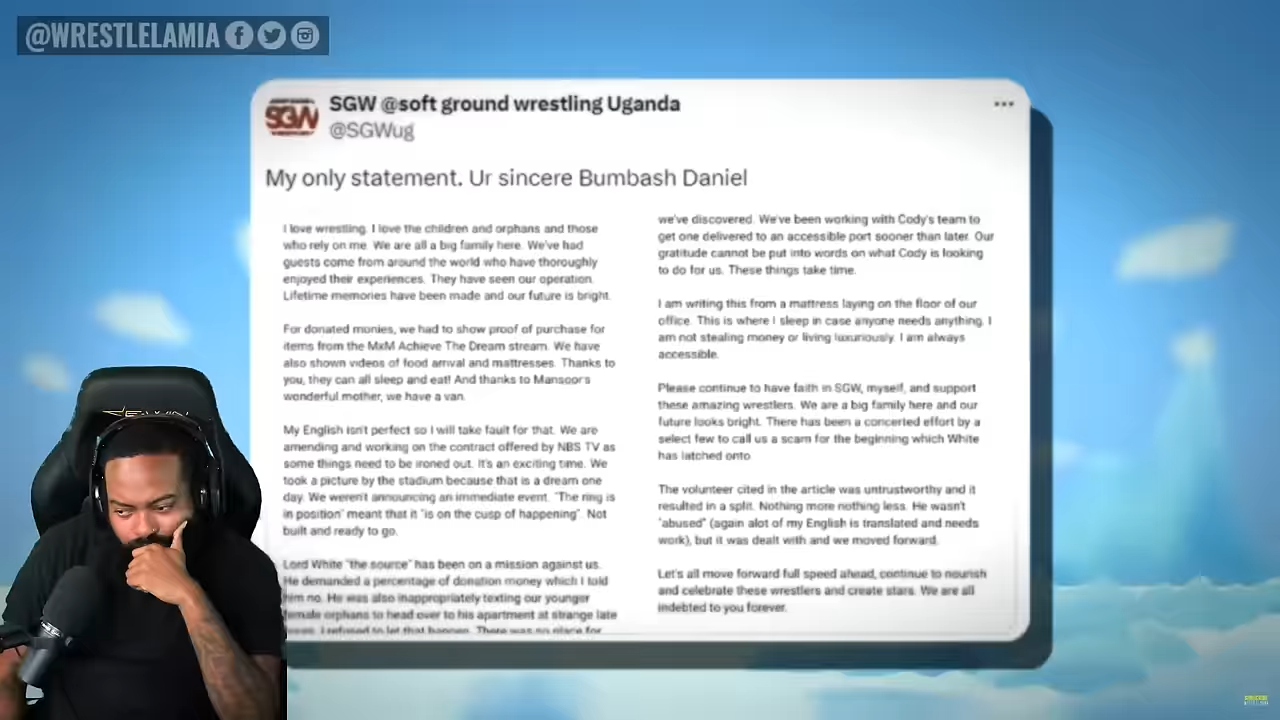 @WRESTLELAMIA
SGW @soft ground wrestling Uganda
@SGWug
SGW
My only statement. Ur sincere Bumbash Daniel
I love wrestling. I love the children and orphans and those
who rely on me. We are all a big family here. We've had
guests come from around the world who have thoroughly
enjoyed their experiences. They have seen our operation.
Lifetime memories have been made and our future is bright.
For donated monies, we had to show proof of purchase for
items from the MxM Achieve The Dream stream. We have
also shown videos of food arrival and mattresses. Thanks to
you, they can all sleep and eat! And thanks to Mansoor's
wonderful mother, we have a van.
My English isn't perfect so I will take fault for that. We are
amending and working on the contract offered by NBS TV as
some things need to be ironed out. It's an exciting time. We
took a picture by the stadium because that is a dream one
day. We weren't announcing an immediate event. "The ring is
in position" meant that it "is on the cusp of happening". Not
built and ready to go.
Lord White "the source" has been on a mission against us.
He demanded a percentage of donation money which I told
him no. He was also inappropriately texting our younger
female orphans to head over to his apartment at strange late
I refused to let that happen. There was no place for
we've discovered. We've been working with Cody's team to
get one delivered to an accessible port sooner than later. Our
gratitude cannot be put into words on what Cody is looking
to do for us. These things take time.
I am writing this from a mattress laying on the floor of our
office. This is where I sleep in case anyone needs anything. I
am not stealing money or living luxuriously. I am always
accessible.
Please continue to have faith in SGW, myself, and support
these amazing wrestlers. We are a big family here and our
future looks bright. There has been a concerted effort by a
select few to call us a scam for the beginning which White
has latched onto
The volunteer cited in the article was untrustworthy and it
resulted in a split. Nothing more nothing less. He wasn't
"abused" (again alot of my English is translated and needs
work), but it was dealt with and we moved forward.
Let's all move forward full speed ahead, continue to nourish
and celebrate these wrestlers and create stars. We are all
indebted to you forever.